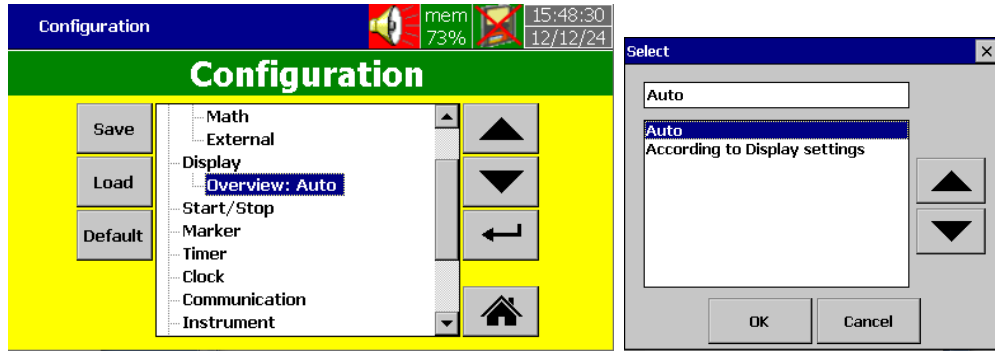 Configuration
mem
73%
15:48:30
12/12/24
Configuration
Save
Load
Default
Math
External
Display
Overview: Auto
Start/Stop
Marker
Timer
Clock
Communication
Instrument
Select
Auto
Auto
According to Display settings
OK
Cancel